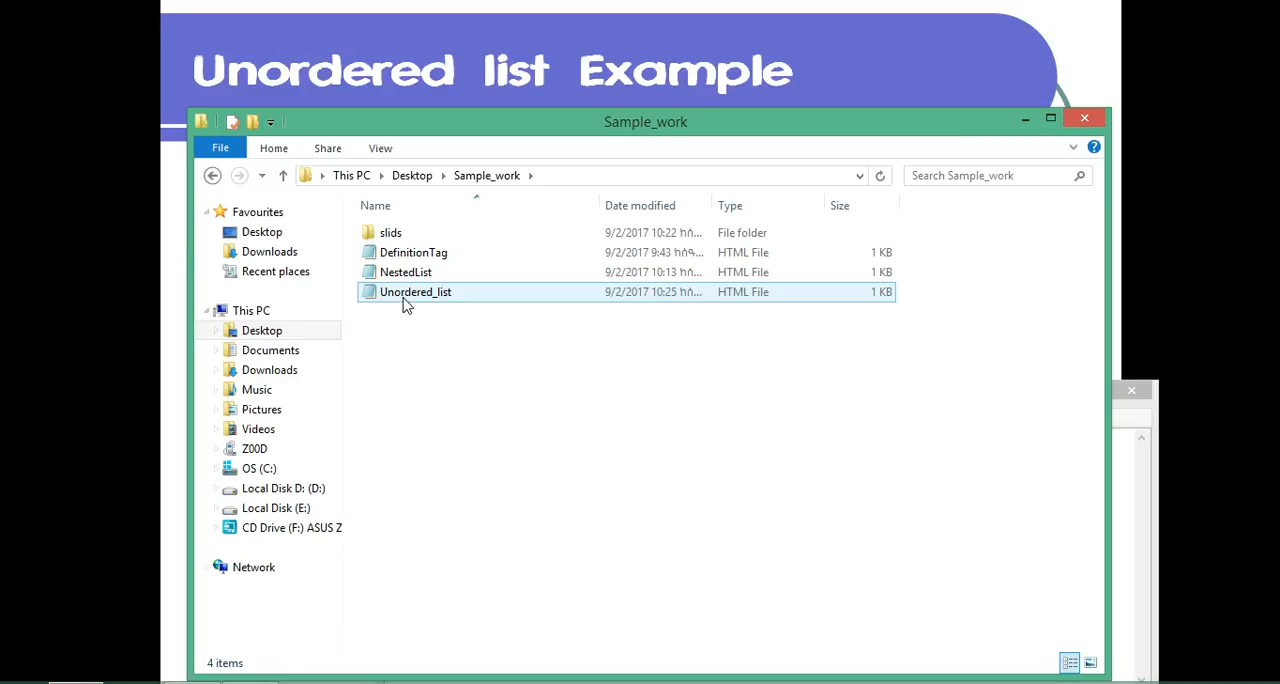 Unordered list Example
Sample_work
File Home Share View
This PC Desktop Sample_work Search Sample_work
Name Date modified Type Size
slids 9/2/2017 10:22 ከሰ... File folder
DefinitionTag 9/2/2017 9:43 ከሰዓ... HTML File 1 KB
NestedList 9/2/2017 10:13 ከሰ... HTML File 1 KB
Unordered_list 9/2/2017 10:25 ከሰ... HTML File 1 KB
Favourites
Desktop
Downloads
Recent places
This PC
Desktop
Documents
Downloads
Music
Pictures
Videos
Z00D
OS (C:)
Local Disk D: (D:)
Local Disk (E:)
CD Drive (F:) ASUS Z
Network
4 items